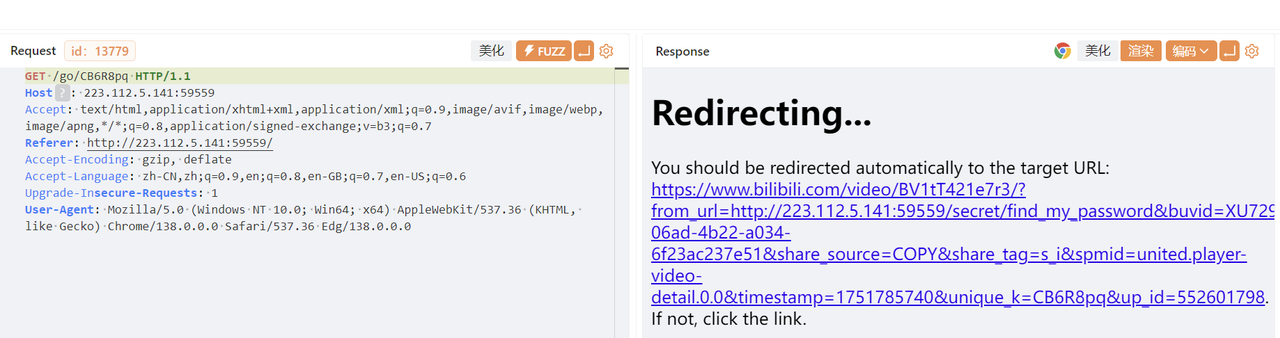 Request id: 13779 美化 FUZZ
GET /go/CB6R8pq HTTP/1.1
Host ? : 223.112.5.141:59559
Accept: text/html,application/xhtml+xml,application/xml;q=0.9,image/avif,image/webp,
image/apng,*/*;q=0.8,application/signed-exchange;v=b3;q=0.7
Referer: http://223.112.5.141:59559/
Accept-Encoding: gzip, deflate
Accept-Language: zh-CN,zh;q=0.9,en;q=0.8,en-GB;q=0.7,en-US;q=0.6
Upgrade-Insecure-Requests: 1
User-Agent: Mozilla/5.0 (Windows NT 10.0; Win64; x64) AppleWebKit/537.36 (KHTML,
like Gecko) Chrome/138.0.0.0 Safari/537.36 Edg/138.0.0.0
Response 美化 渲染 编码
Redirecting...
You should be redirected automatically to the target URL:
https://www.bilibili.com/video/BV1tT421e7r3/?
from_url=http://223.112.5.141:59559/secret/find_my_password&buvid=XU729
06ad-4b22-a034-
6f23ac237e51&share_source=COPY&share_tag=s_i&spmid=united.player-
video-
detail.0.0&timestamp=1751785740&unique_k=CB6R8pq&up_id=552601798.
If not, click the link.